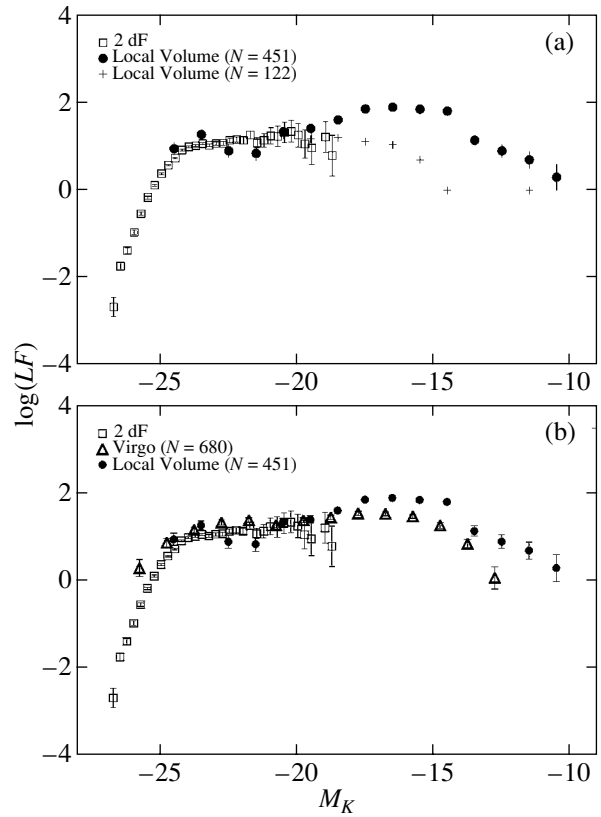 4
2 dF
(a)
Local Volume (N = 451)
Local Volume (N = 122)
2
0
−2
−4
−25
−20
−15
−10
log(LF)
4
2 dF
(b)
Virgo (N = 680)
Local Volume (N = 451)
2
0
−2
−4
−25
−20
−15
−10
M_K